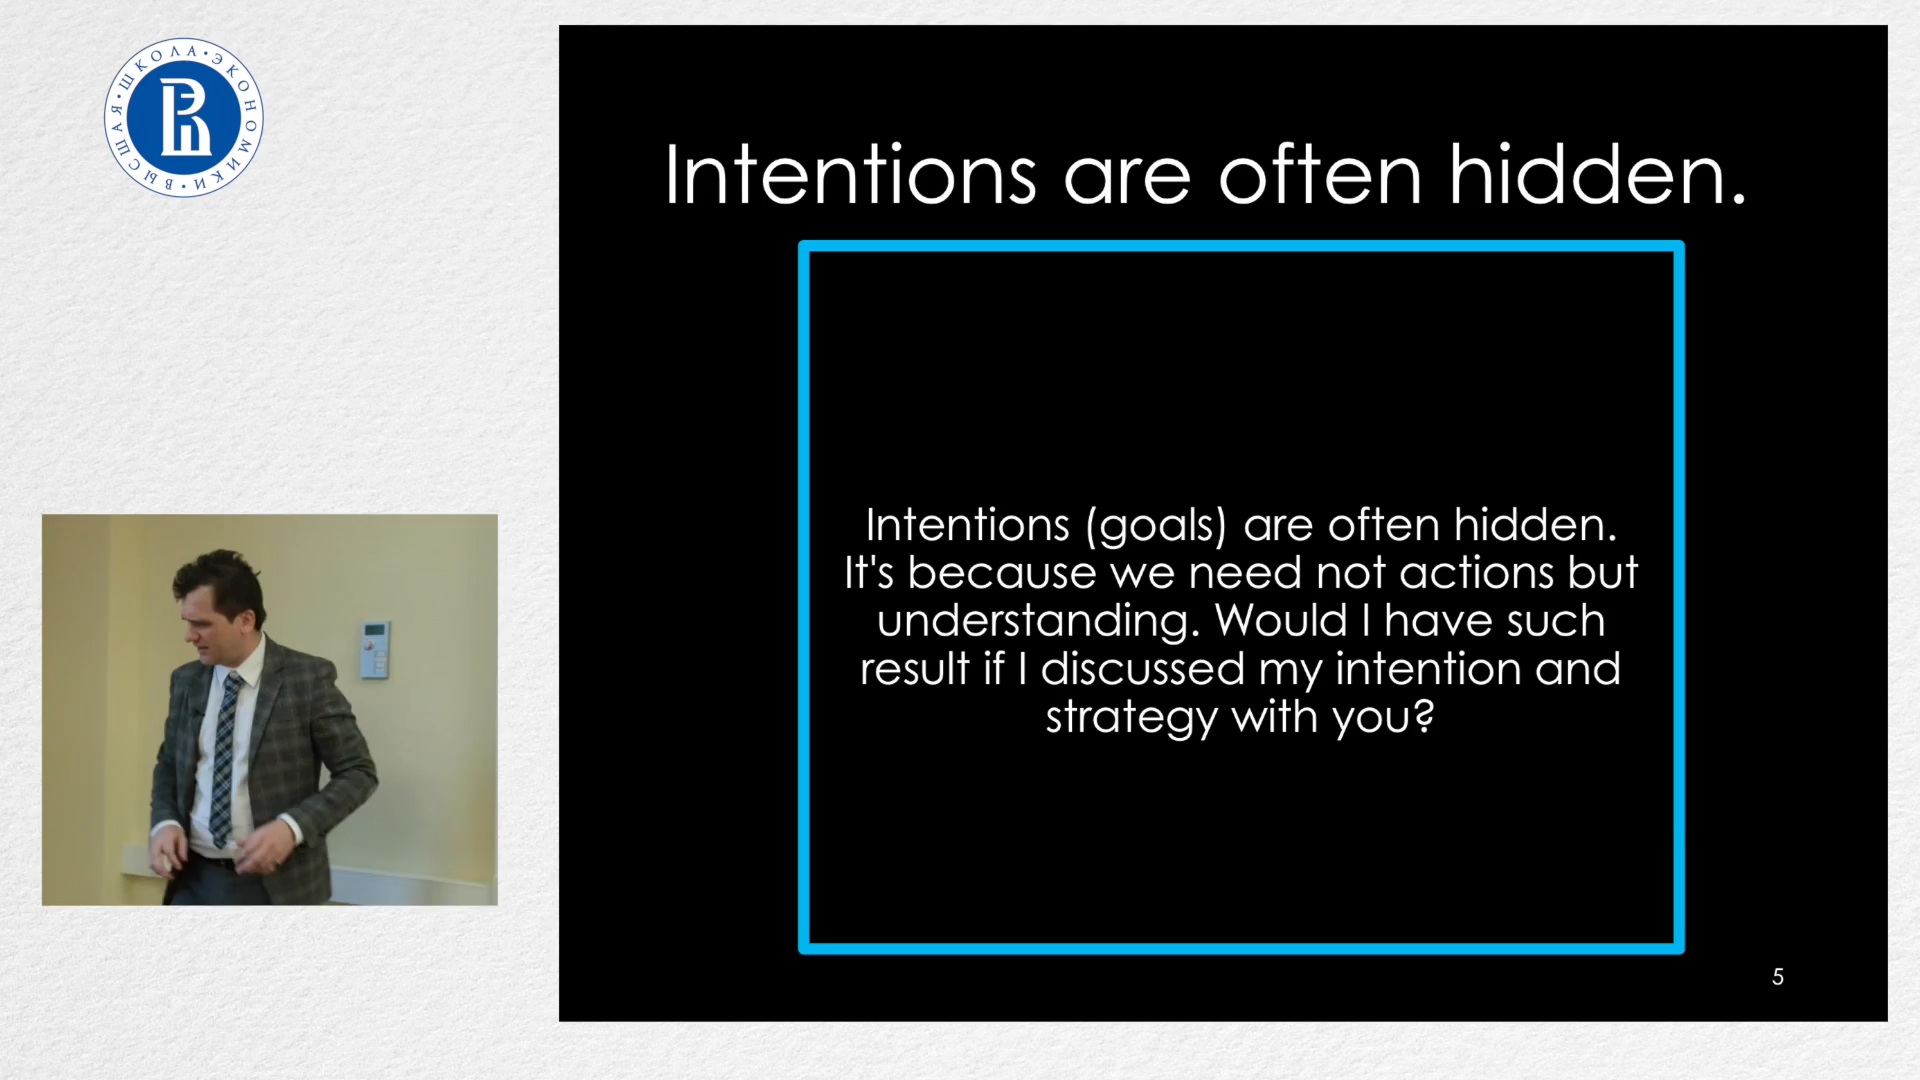 ВЫСШАЯ • ШКОЛА • ЭКОНОМИКИ •
Intentions are often hidden.
Intentions (goals) are often hidden.
It's because we need not actions but
understanding. Would I have such
result if I discussed my intention and
strategy with you?
5